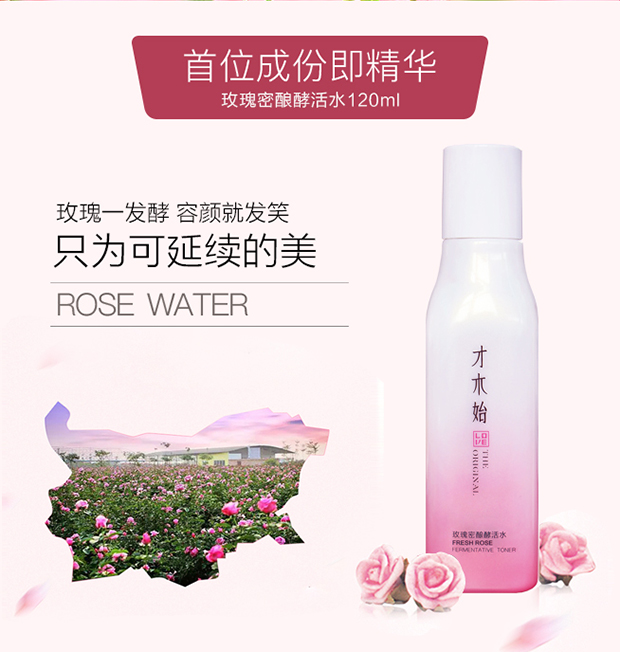 首位成份即精华
玫瑰密酿酵活水120ml
玫瑰一发酵 容颜就发笑
只为可延续的美
ROSE WATER
才木始
LOVE
THE
ORIGINAL
玫瑰密酿酵活水
FRESH ROSE
FERMENTATIVE TONER